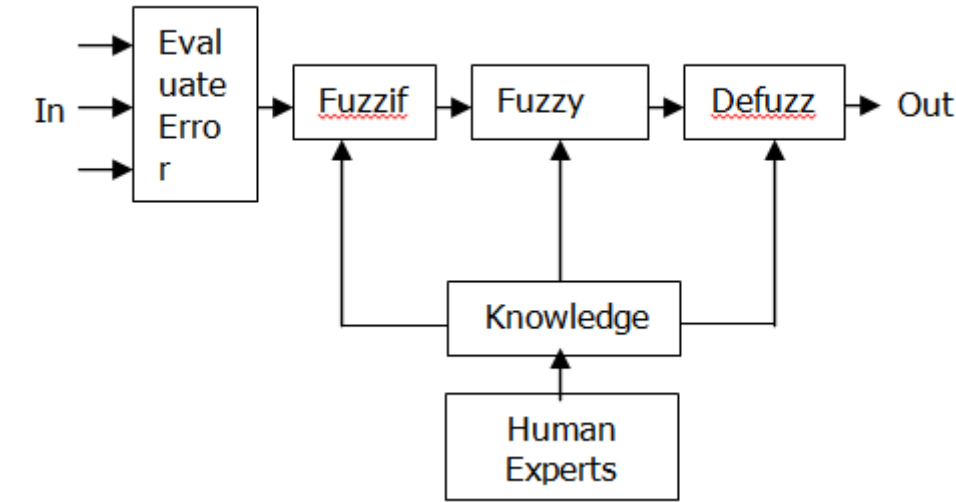 In
Eval
uate
Erro
r
Fuzzif
Fuzzy
Defuzz
Out
Knowledge
Human
Experts